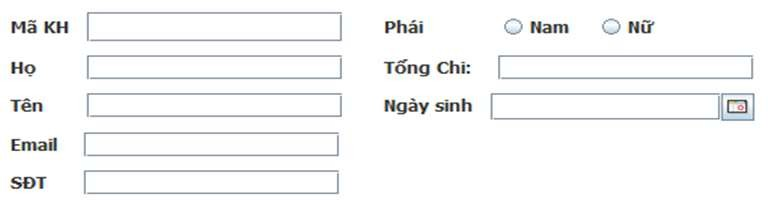 Mã KH
Phái
Nam
Nữ
Họ
Tổng Chi:
Tên
Ngày sinh
Email
SĐT